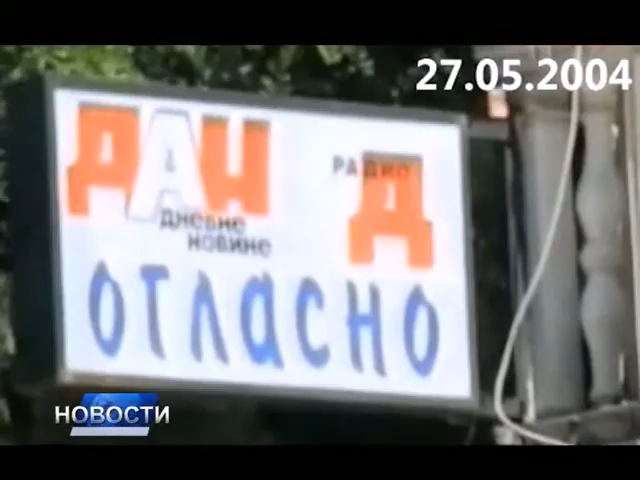 27.05.2004
ДАН
ДНЕВНЕ
НОВИНЕ
РАДИО
Д
ОГЛАСНО
НОВОСТИ